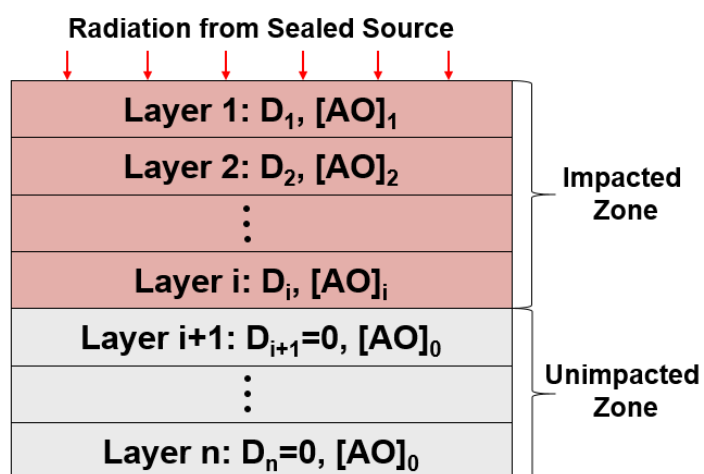 Radiation from Sealed Source
Layer 1: D₁, [AO]₁
Layer 2: D₂, [AO]₂
⋮
Layer i: Dᵢ, [AO]ᵢ
Impacted
Zone
Layer i+1: Dᵢ₊₁=0, [AO]₀
⋮
Layer n: Dₙ=0, [AO]₀
Unimpacted
Zone